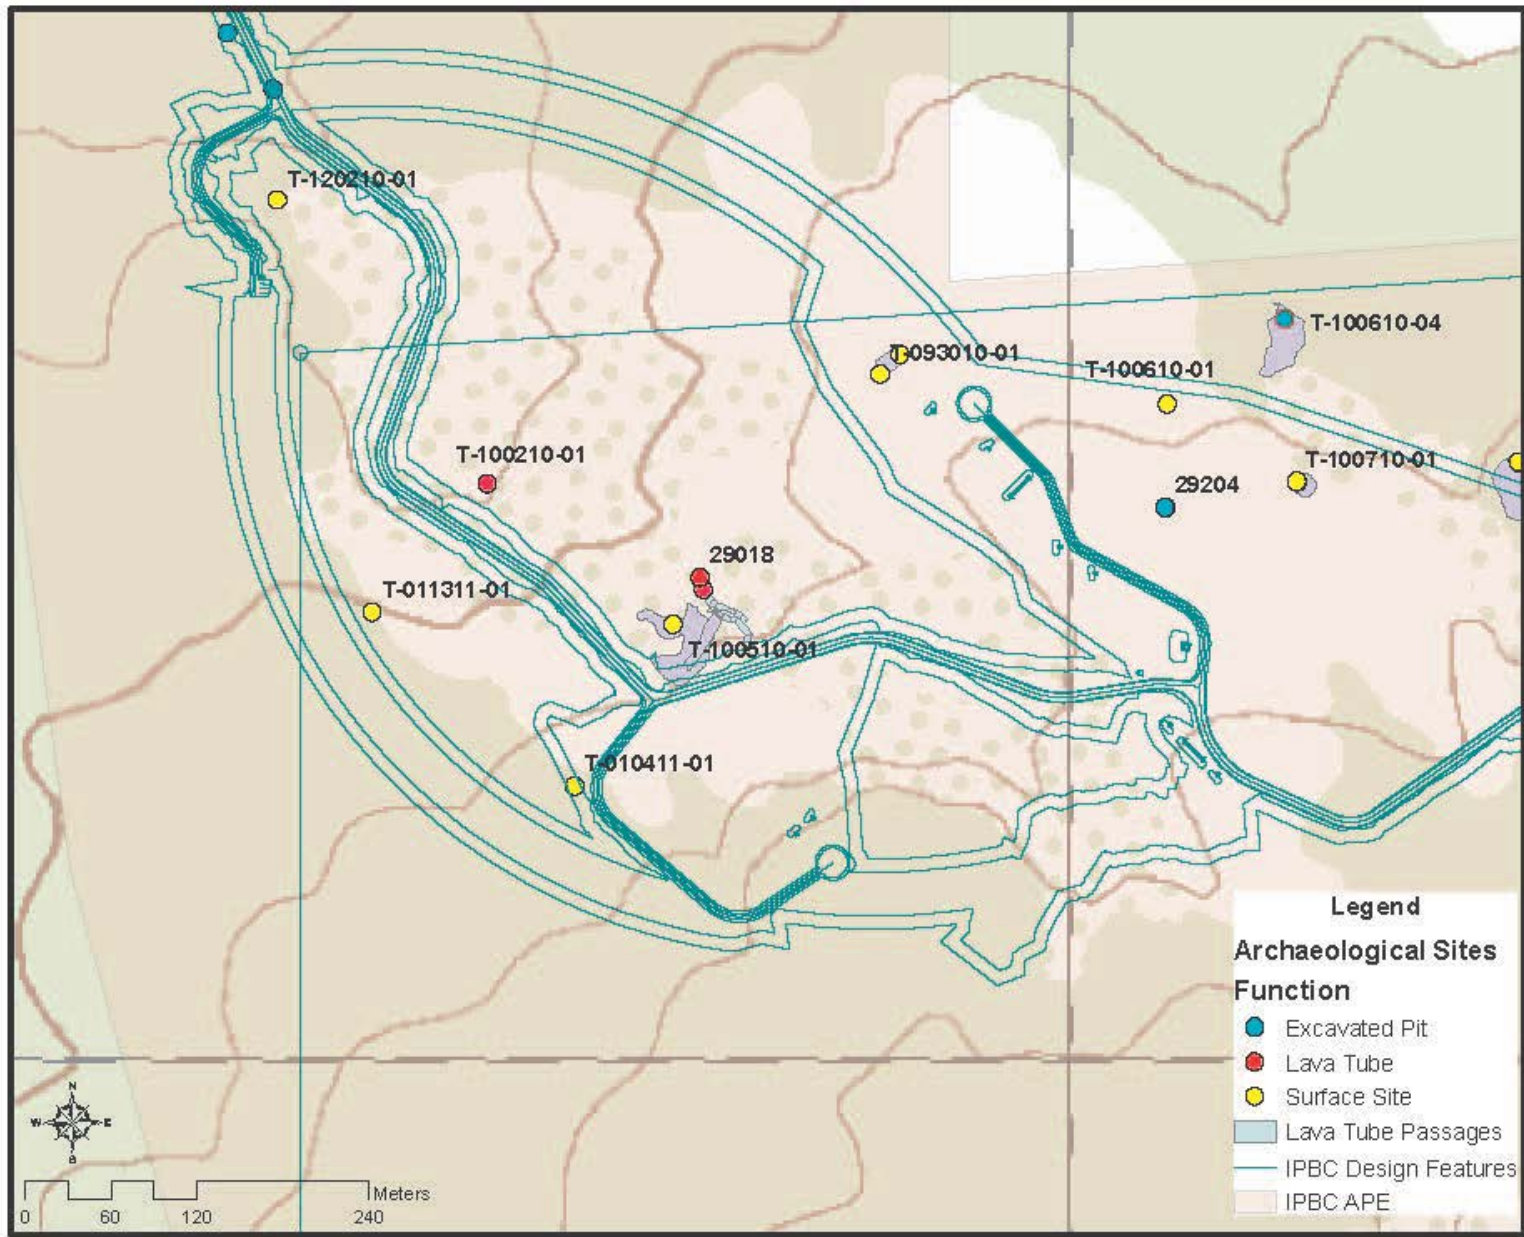 T-120210-01
T-100610-04
T-093010-01
T-100610-01
T-100210-01
T-100710-01
29204
29018
T-011311-01
T-100510-01
T-010411-01
Legend
Archaeological Sites
Function
Excavated Pit
Lava Tube
Surface Site
Lava Tube Passages
IPBC Design Features
IPBC APE
N
W E
S
Meters
0 60 120 240